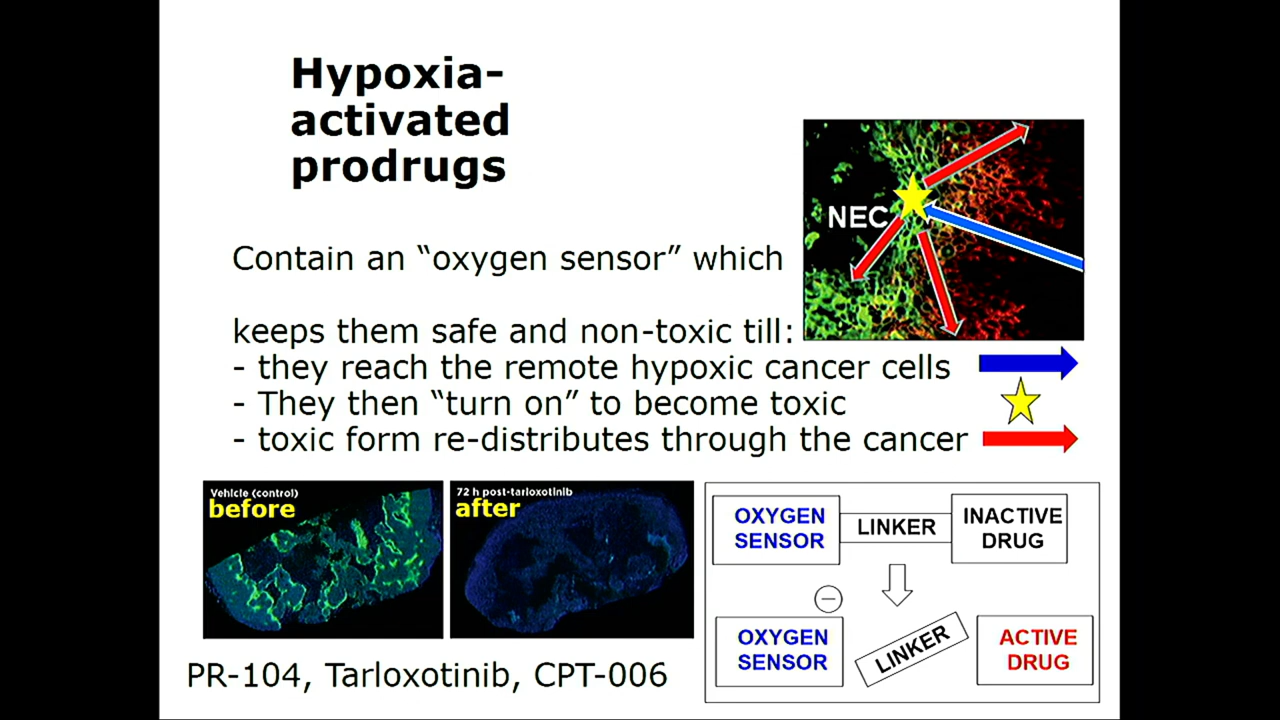 Hypoxia-
activated
prodrugs
NEC
Contain an “oxygen sensor” which
keeps them safe and non-toxic till:
- they reach the remote hypoxic cancer cells
- They then “turn on” to become toxic
- toxic form re-distributes through the cancer
Vehicle (control)
before
72 h post-tarloxotinib
after
OXYGEN
SENSOR
LINKER
INACTIVE
DRUG
−
OXYGEN
SENSOR
LINKER
ACTIVE
DRUG
PR-104, Tarloxotinib, CPT-006